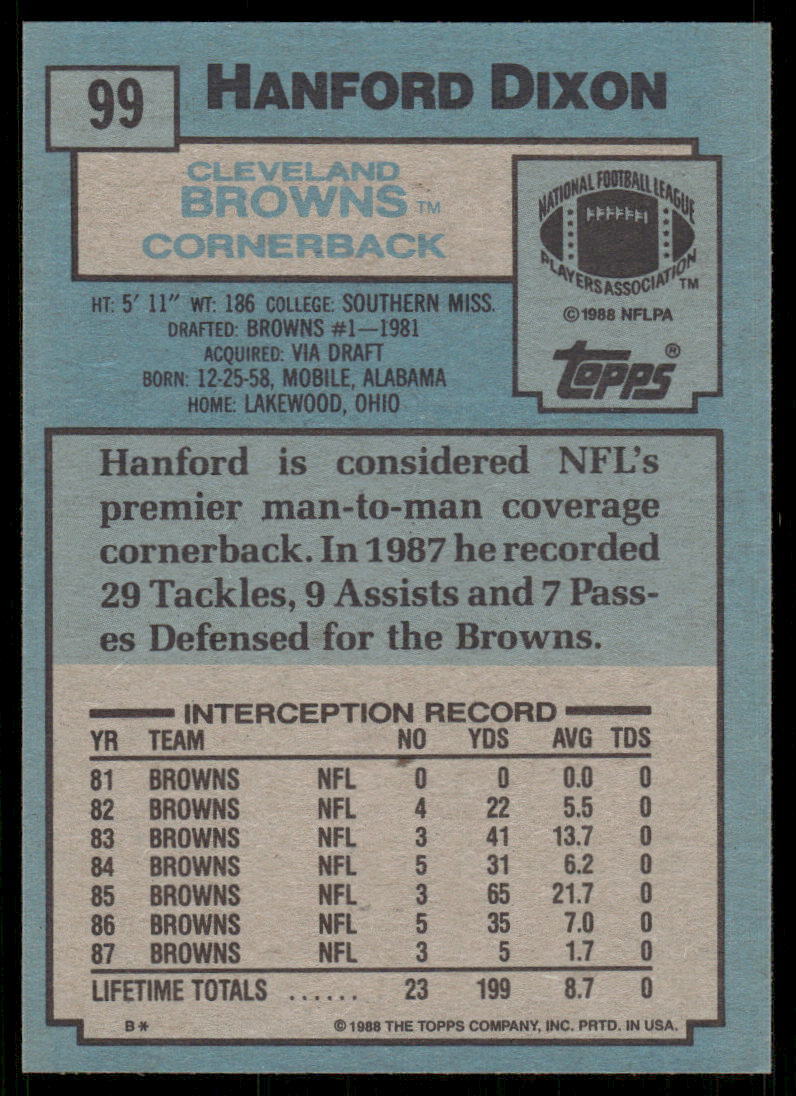 99
HANFORD DIXON
CLEVELAND
BROWNS TM
CORNERBACK
NATIONAL FOOTBALL LEAGUE
PLAYERS ASSOCIATION TM
© 1988 NFLPA
topps®
HT: 5' 11" WT: 186 COLLEGE: SOUTHERN MISS.
DRAFTED: BROWNS #1—1981
ACQUIRED: VIA DRAFT
BORN: 12-25-58, MOBILE, ALABAMA
HOME: LAKEWOOD, OHIO
Hanford is considered NFL's
premier man-to-man coverage
cornerback. In 1987 he recorded
29 Tackles, 9 Assists and 7 Pass-
es Defensed for the Browns.
INTERCEPTION RECORD
YR TEAM NO YDS AVG TDS
81 BROWNS NFL 0 0 0.0 0
82 BROWNS NFL 4 22 5.5 0
83 BROWNS NFL 3 41 13.7 0
84 BROWNS NFL 5 31 6.2 0
85 BROWNS NFL 3 65 21.7 0
86 BROWNS NFL 5 35 7.0 0
87 BROWNS NFL 3 5 1.7 0
LIFETIME TOTALS ...... 23 199 8.7 0
B* © 1988 THE TOPPS COMPANY, INC. PRTD. IN USA.